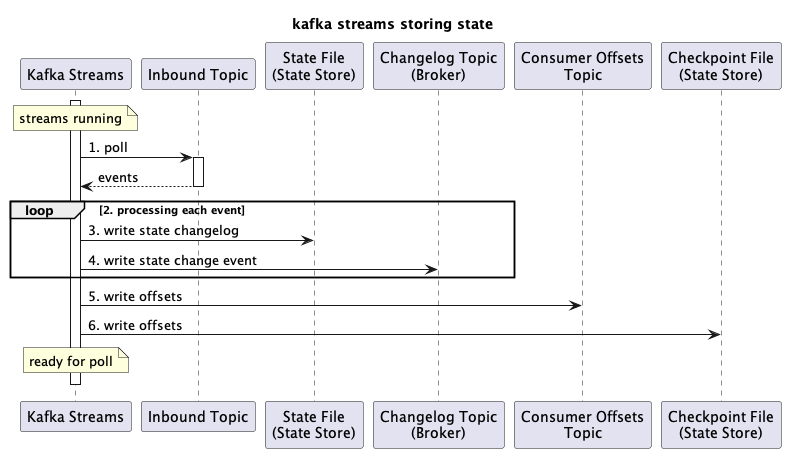 kafka streams storing state
Kafka Streams
Inbound Topic
State File
(State Store)
Changelog Topic
(Broker)
Consumer Offsets
Topic
Checkpoint File
(State Store)
streams running
1. poll
events
loop
[2. processing each event]
3. write state changelog
4. write state change event
5. write offsets
6. write offsets
ready for poll
Kafka Streams
Inbound Topic
State File
(State Store)
Changelog Topic
(Broker)
Consumer Offsets
Topic
Checkpoint File
(State Store)